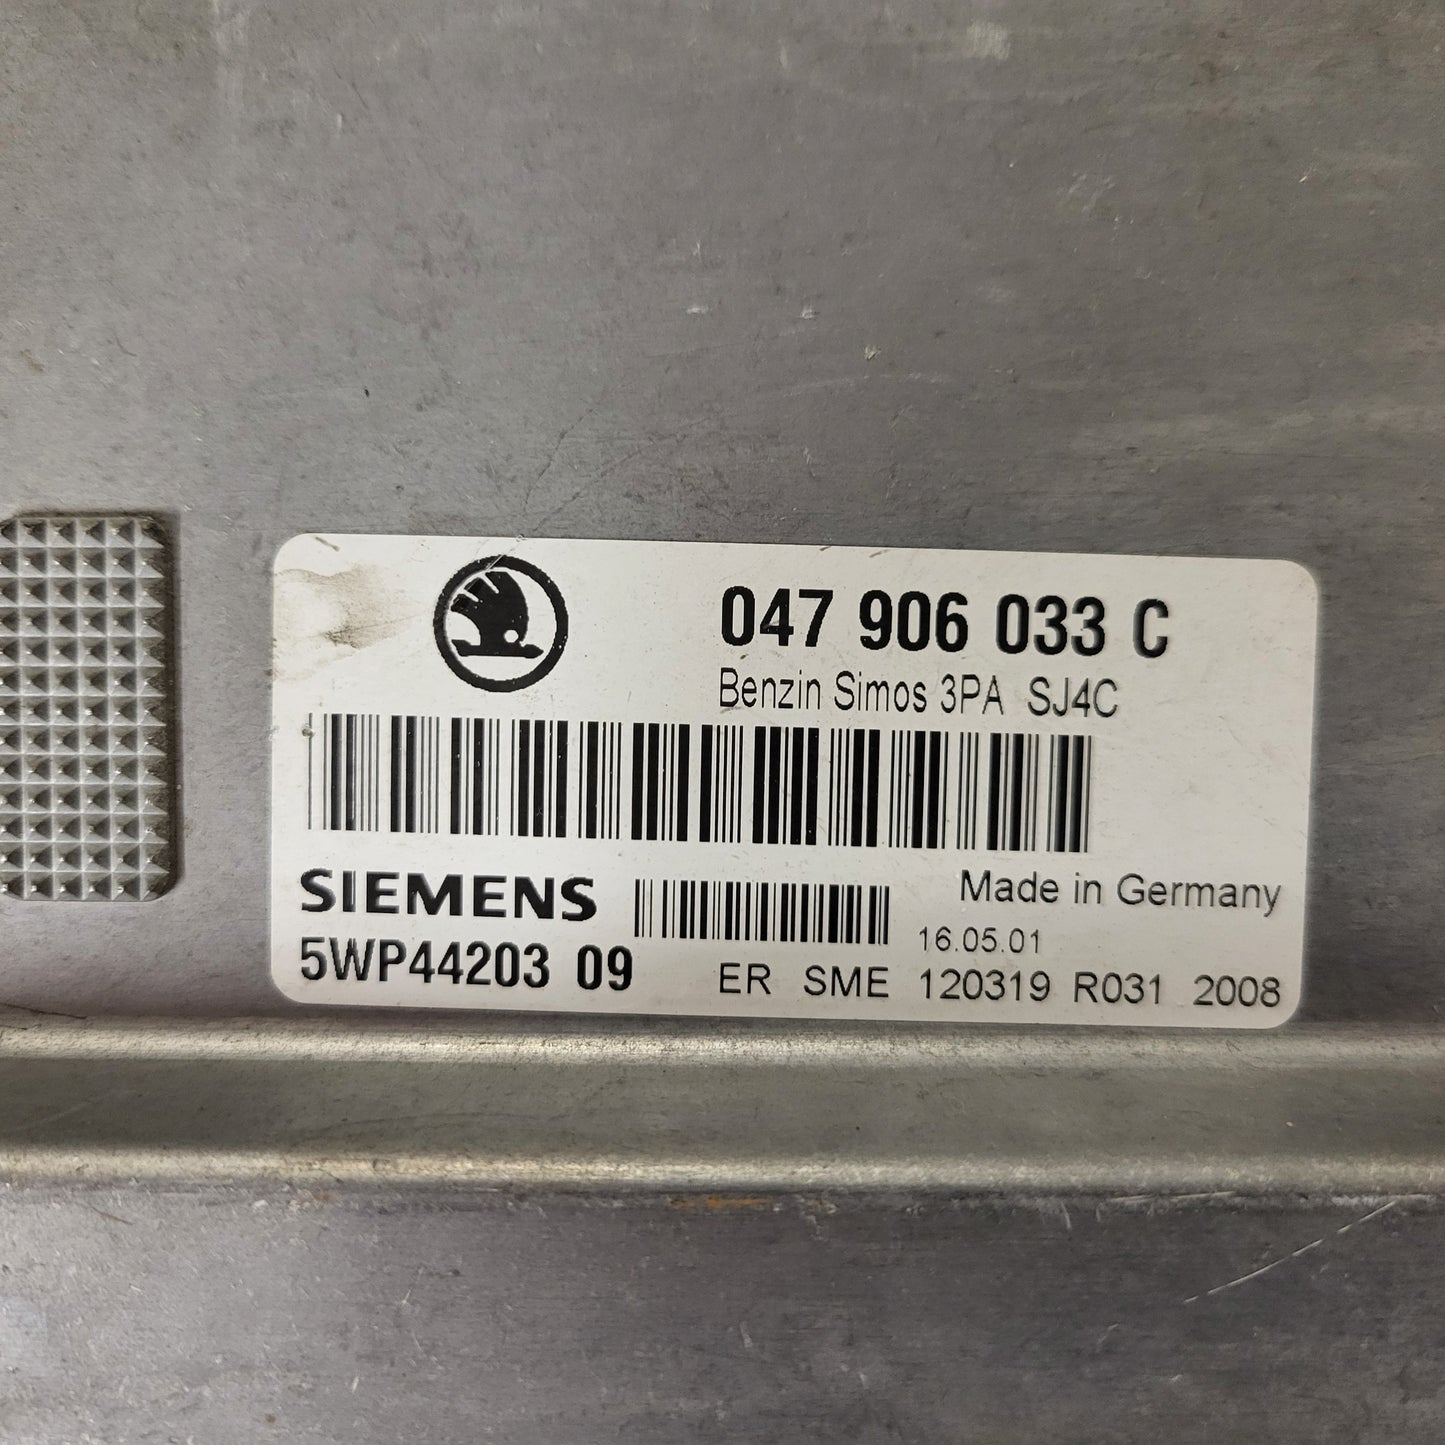 047 906 033 C
Benzin Simos 3PA SJ4C
SIEMENS
Made in Germany
16.05.01
5WP44203 09
ER SME 120319 R031 2008